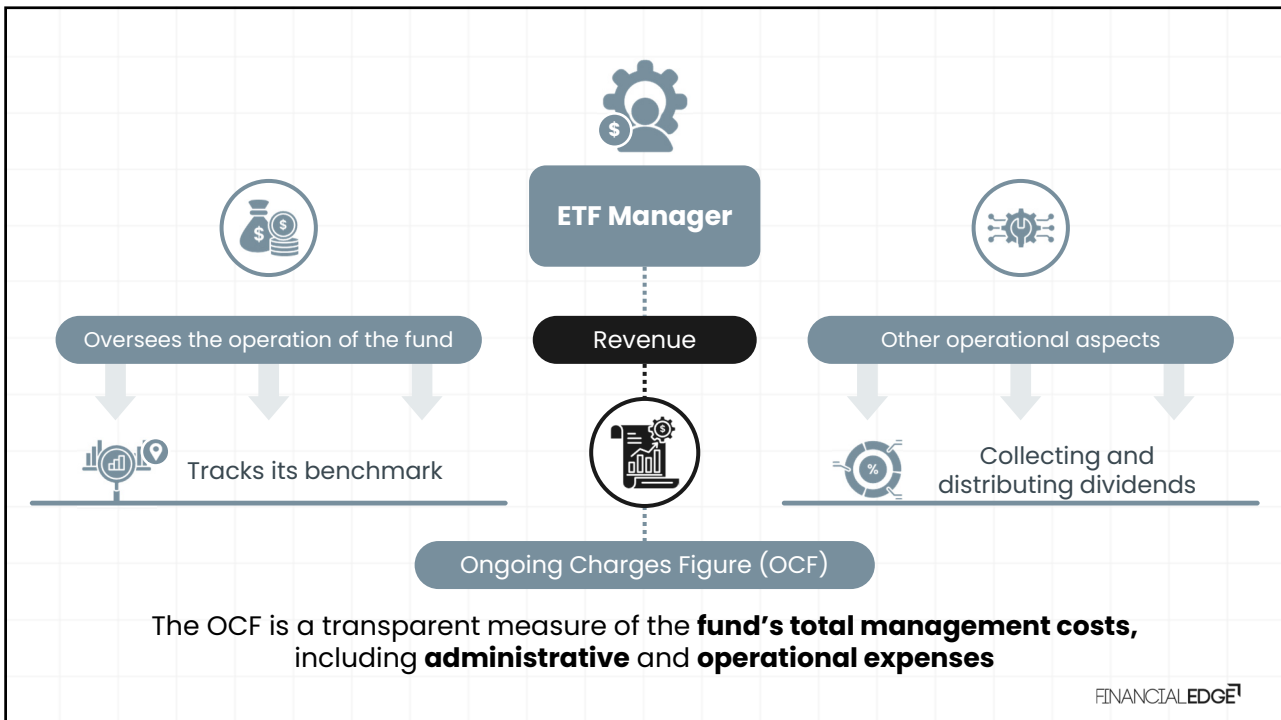 $
ETF Manager
$
$
Oversees the operation of the fund
Revenue
Other operational aspects
$
Tracks its benchmark
%
Collecting and
distributing dividends
Ongoing Charges Figure (OCF)
The OCF is a transparent measure of the fund's total management costs,
including administrative and operational expenses
FINANCIALEDGE